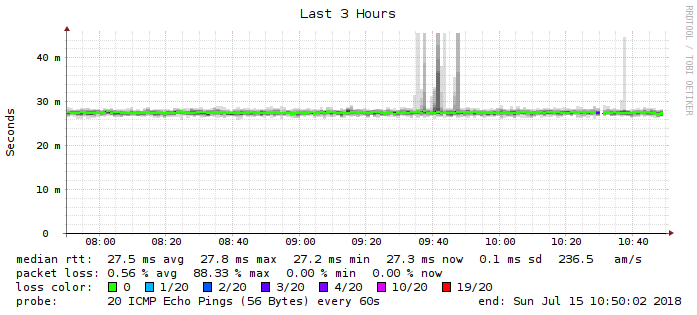 Last 3 Hours
RRDTOOL / TOBI OETIKER
Seconds
40 m
30 m
20 m
10 m
0
08:00 08:20 08:40 09:00 09:20 09:40 10:00 10:20 10:40
median rtt: 27.5 ms avg 27.8 ms max 27.2 ms min 27.3 ms now 0.1 ms sd 236.5 am/s
packet loss: 0.56 % avg 88.33 % max 0.00 % min 0.00 % now
loss color: 0 1/20 2/20 3/20 4/20 10/20 19/20
probe: 20 ICMP Echo Pings (56 Bytes) every 60s end: Sun Jul 15 10:50:02 2018